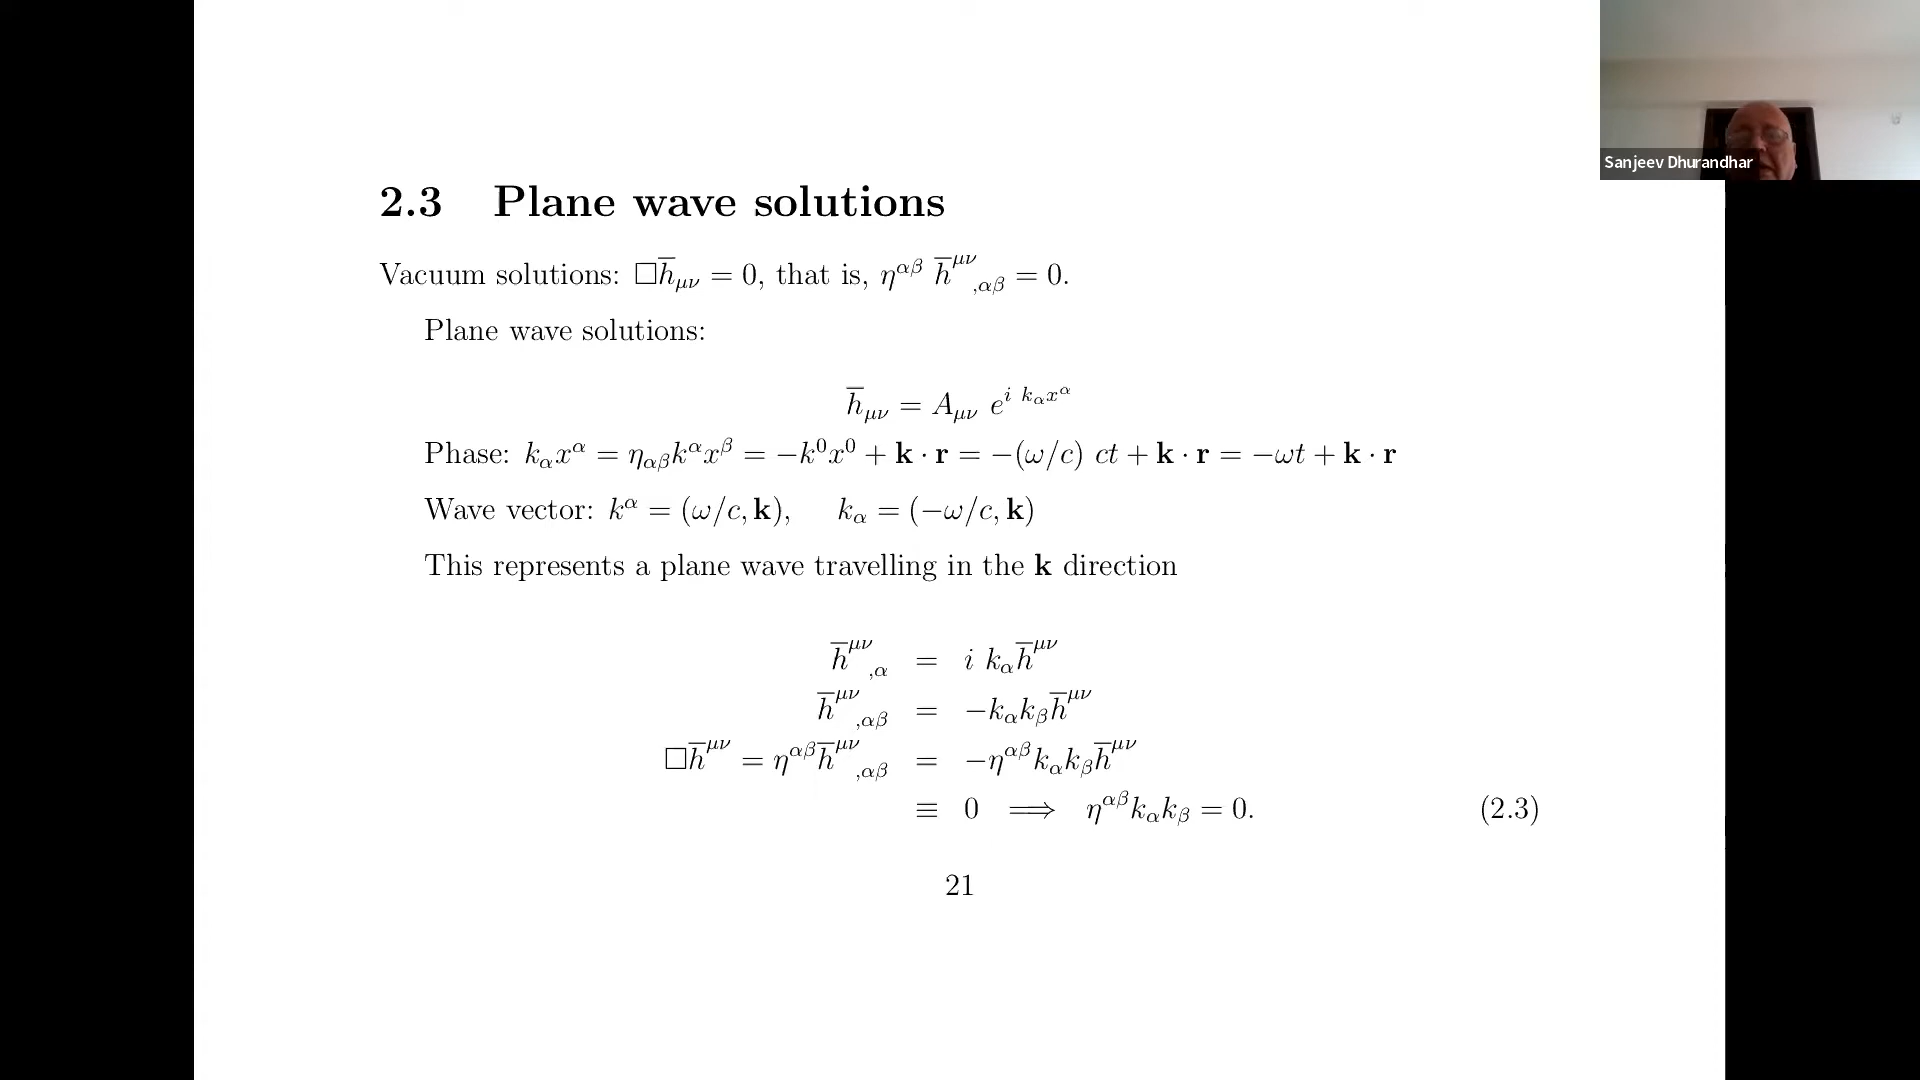 Sanjeev Dhurandhar
2.3 Plane wave solutions
Vacuum solutions: □h̅_{μν} = 0, that is, η^{αβ} h̅^{μν}_{,αβ} = 0.
Plane wave solutions:
h̅_{μν} = A_{μν} e^{i k_α x^α}
Phase: k_α x^α = η_{αβ} k^α x^β = −k^0 x^0 + **k** · **r** = −(ω/c) ct + **k** · **r** = −ωt + **k** · **r**
Wave vector: k^α = (ω/c, **k**), k_α = (−ω/c, **k**)
This represents a plane wave travelling in the **k** direction
h̅^{μν}_{,α} = i k_α h̅^{μν}
h̅^{μν}_{,αβ} = −k_α k_β h̅^{μν}
□h̅^{μν} = η^{αβ} h̅^{μν}_{,αβ} = −η^{αβ} k_α k_β h̅^{μν}
≡ 0 ⟹ η^{αβ} k_α k_β = 0. (2.3)
21